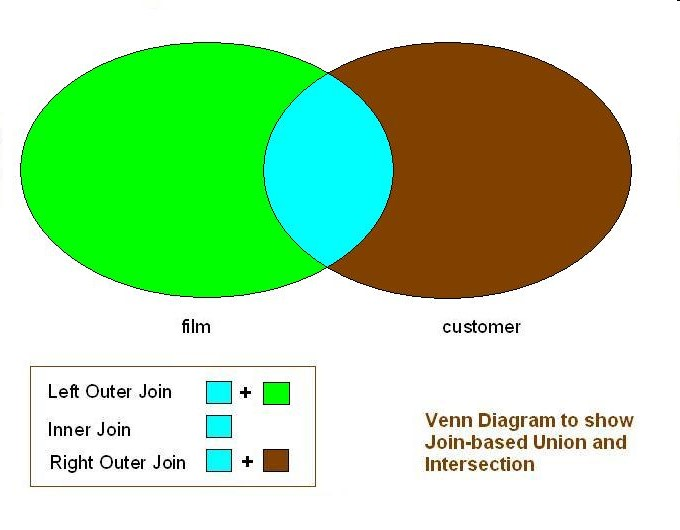 film
customer
Left Outer Join +
Inner Join
Right Outer Join +
Venn Diagram to show
Join-based Union and
Intersection